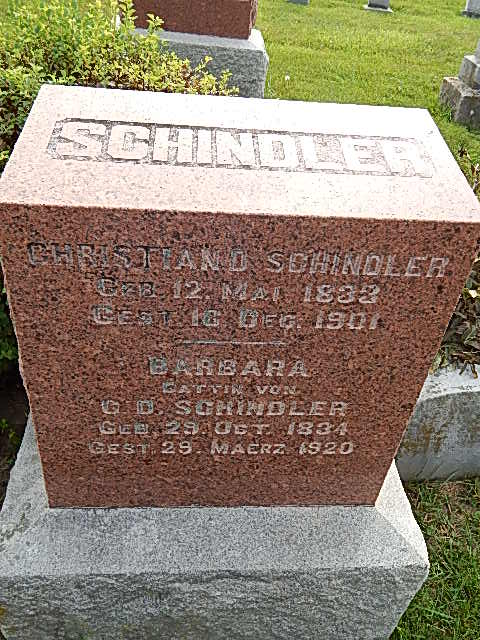 SCHINDLER
CHRISTIAN D. SCHINDLER
GEB. 12. MAI 1833
GEST. 16 DEC. 1901
BARBARA
GATTIN VON
C. D. SCHINDLER
GEB. 29. OCT. 1834
GEST. 29. MAERZ 1920